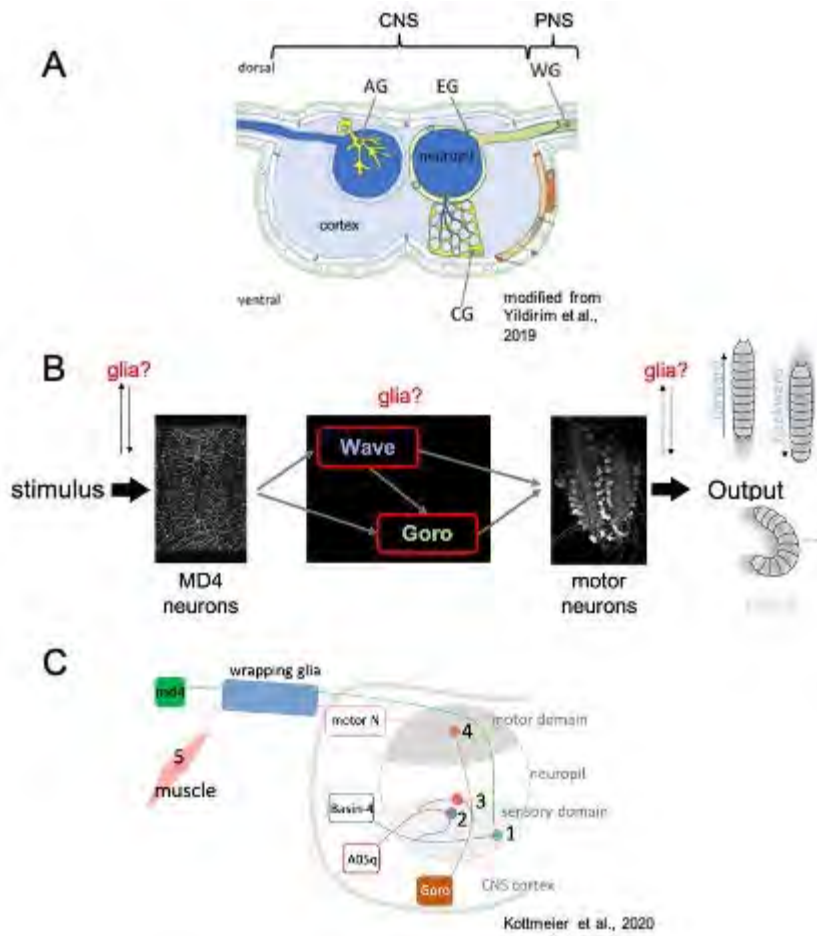 CNS
PNS
A
dorsal
WG
AG
EG
neuropil
cortex
ventral
CG
modified from
Yildirim et al.,
2019
B
glia?
glia?
glia?
forward
backward
Wave
stimulus
Output
Goro
MD4
neurons
motor
neurons
C
wrapping glia
md4
motor N
4
motor domain
5
muscle
neuropil
3
Basin-4
2
sensory domain
1
A05q
Goro
CNS cortex
Kottmeier et al., 2020